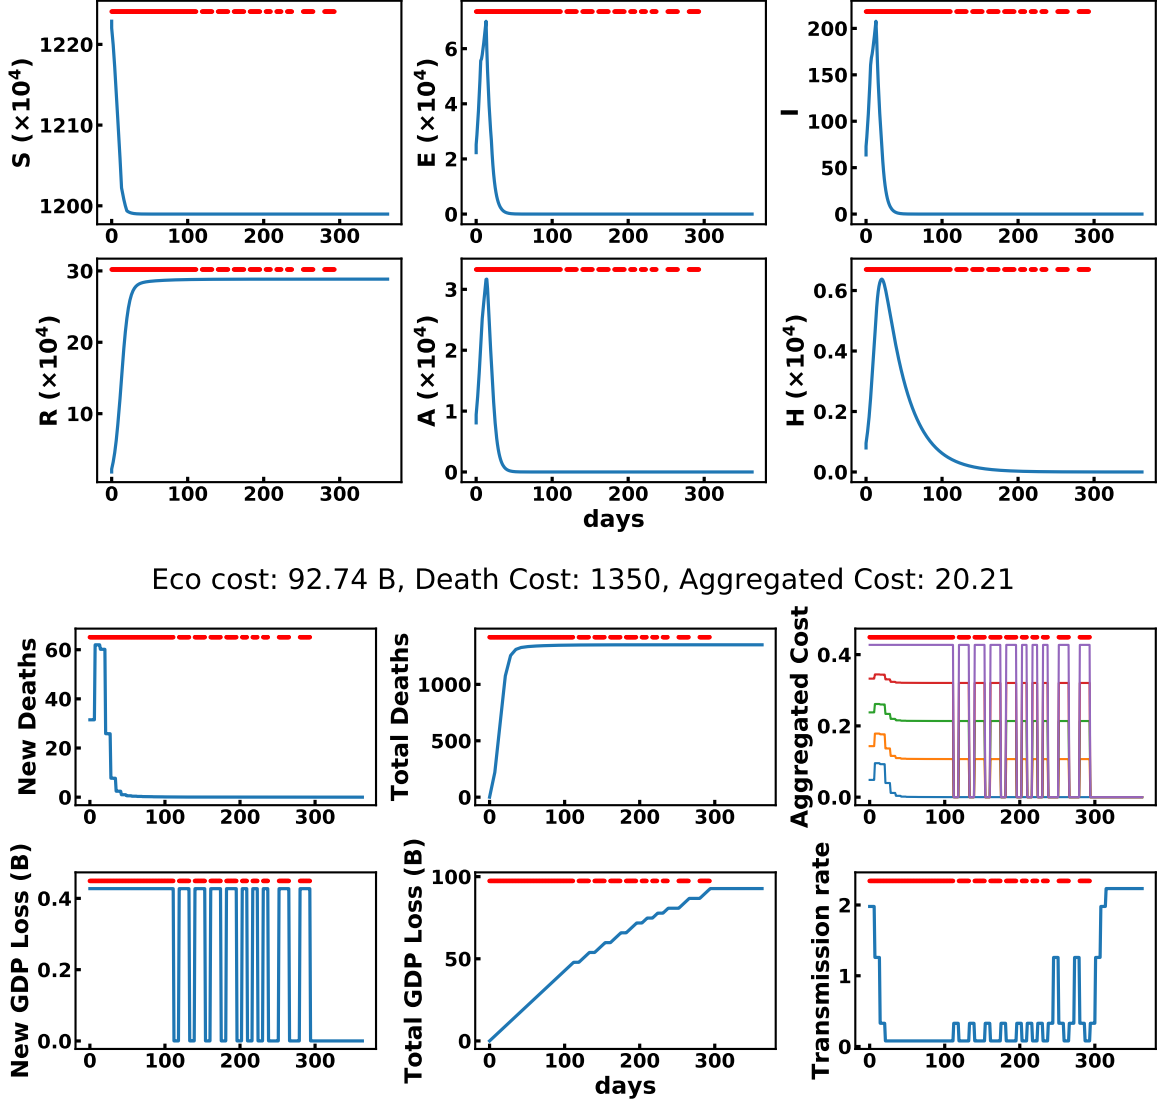 S (×10⁴)
1220
1210
1200
0 100 200 300
E (×10⁴)
6
4
2
0
0 100 200 300
I
200
150
100
50
0
0 100 200 300
R (×10⁴)
30
20
10
0 100 200 300
A (×10⁴)
3
2
1
0
0 100 200 300
days
H (×10⁴)
0.6
0.4
0.2
0.0
0 100 200 300
Eco cost: 92.74 B, Death Cost: 1350, Aggregated Cost: 20.21
New Deaths
60
40
20
0
0 100 200 300
Total Deaths
1000
500
0
0 100 200 300
Aggregated Cost
0.4
0.2
0.0
0 100 200 300
New GDP Loss (B)
0.4
0.2
0.0
0 100 200 300
Total GDP Loss (B)
100
50
0
0 100 200 300
days
Transmission rate
2
1
0
0 100 200 300